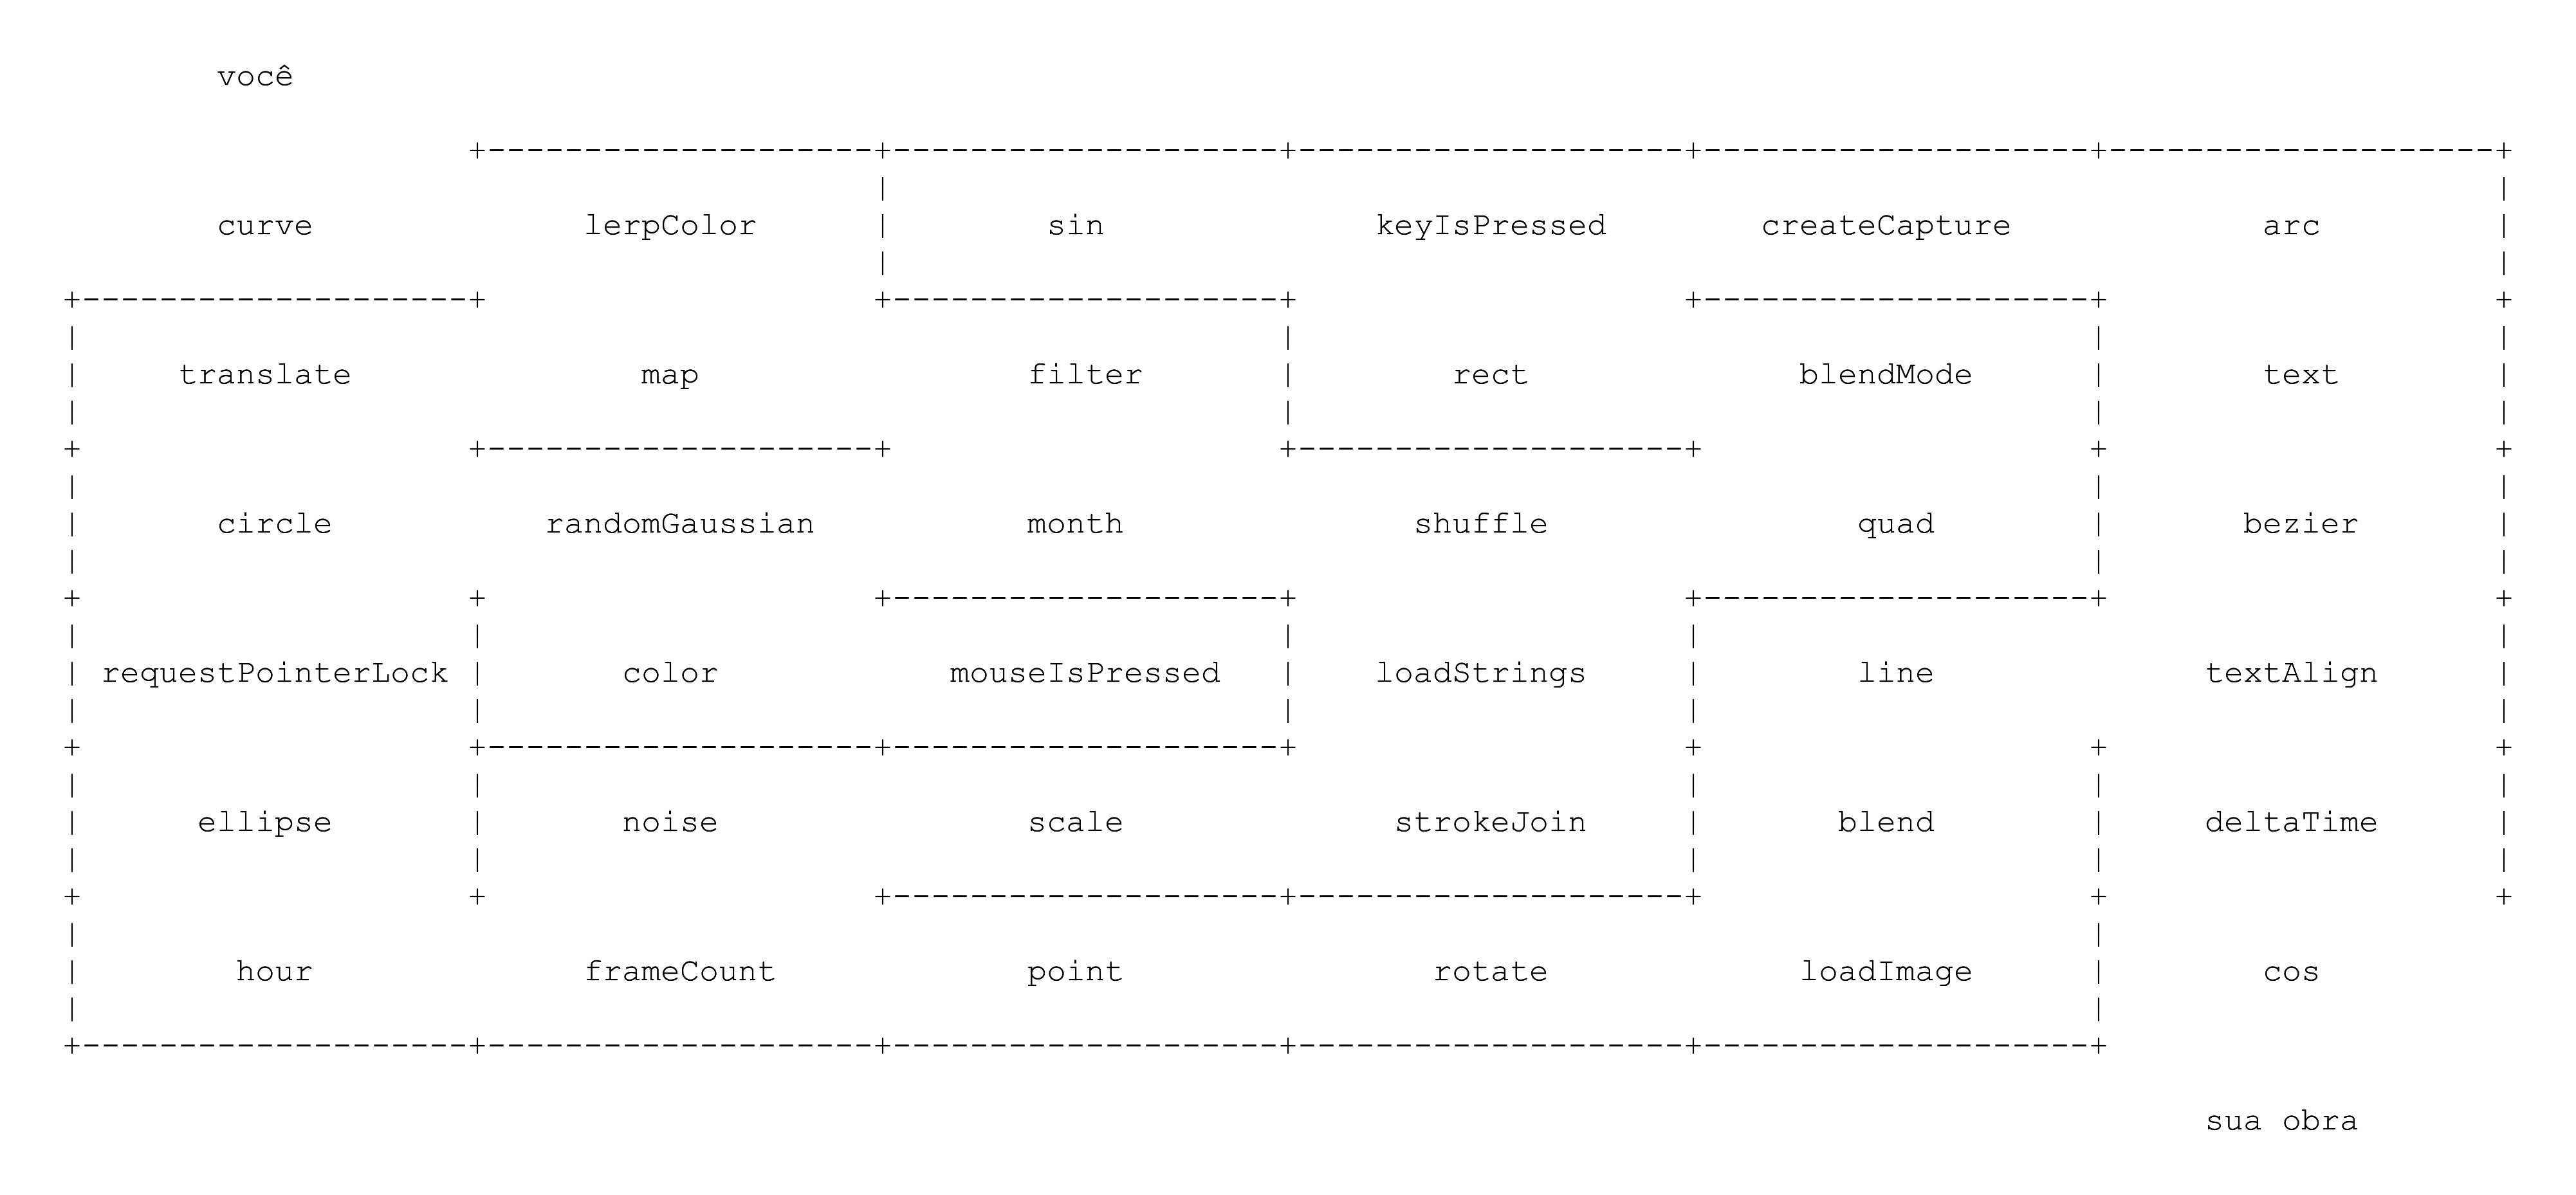 você
curve lerpColor sin keyIsPressed createCapture arc
translate map filter rect blendMode text
circle randomGaussian month shuffle quad bezier
requestPointerLock color mouseIsPressed loadStrings line textAlign
ellipse noise scale strokeJoin blend deltaTime
hour frameCount point rotate loadImage cos
sua obra